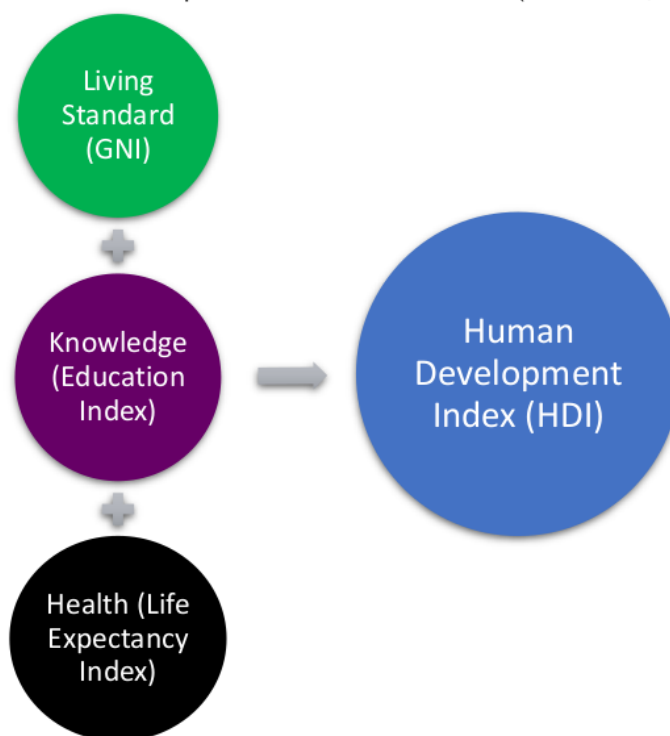 Living
Standard
(GNI)
Knowledge
(Education
Index)
Human
Development
Index (HDI)
Health (Life
Expectancy
Index)